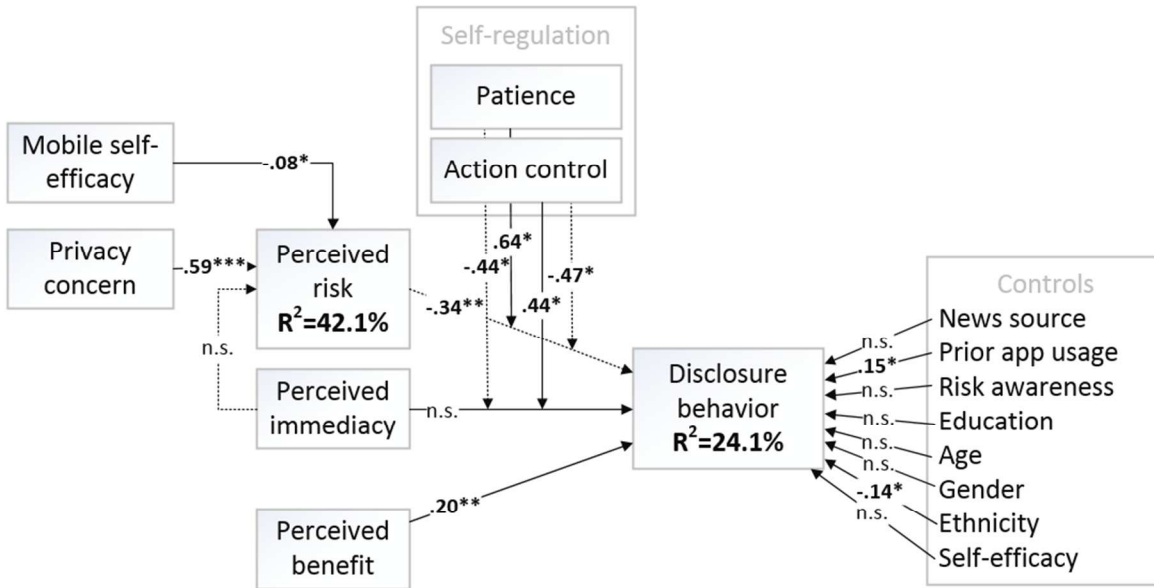 Self-regulation
Patience
Action control
Mobile self-
efficacy
-.08*
Privacy
concern
-.59***
Perceived
risk
R²=42.1%
-.34**
-.44*
.64*
.44*
-.47*
n.s.
Perceived
immediacy
n.s.
Perceived
benefit
.20**
Disclosure
behavior
R²=24.1%
Controls
n.s.
News source
.15*
Prior app usage
n.s.
Risk awareness
n.s.
Education
n.s.
Age
n.s.
Gender
-.14*
Ethnicity
n.s.
Self-efficacy